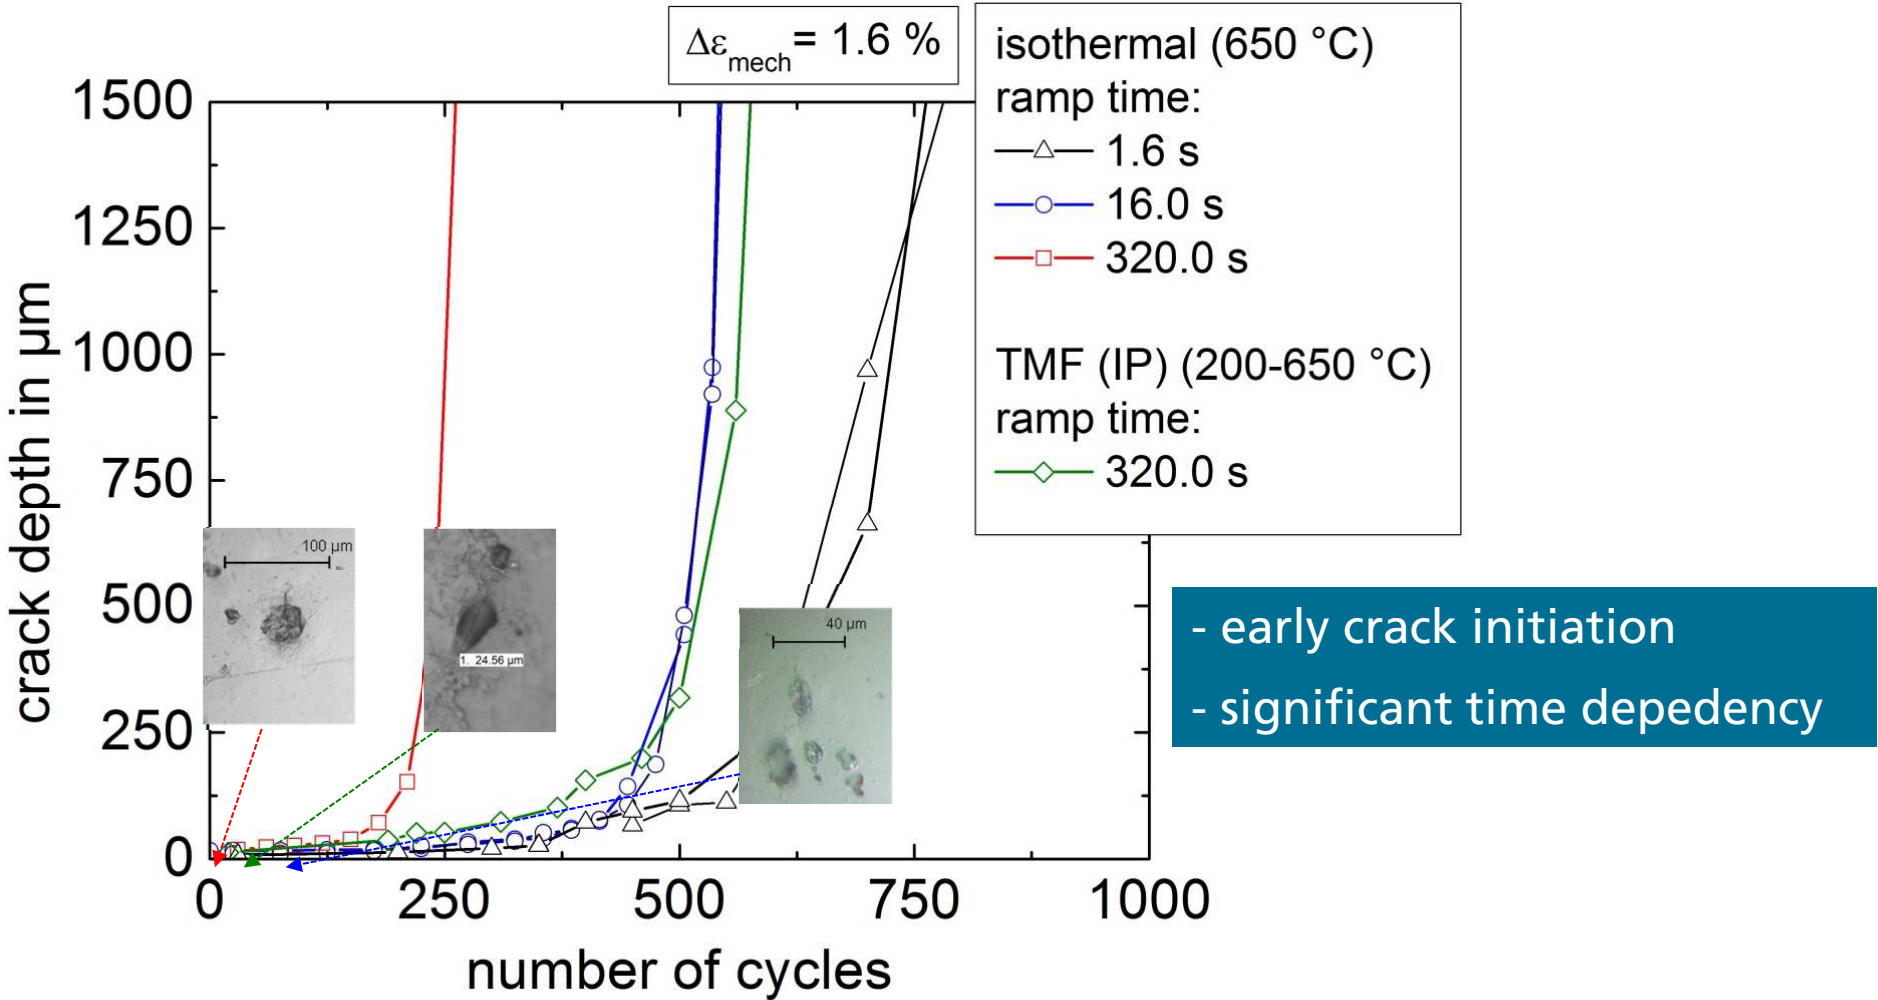 Δε_mech = 1.6 %
isothermal (650 °C)
ramp time:
1.6 s
16.0 s
320.0 s
TMF (IP) (200-650 °C)
ramp time:
320.0 s
crack depth in µm
1500
1250
1000
750
500
250
0
100 µm
1. 24.56 µm
40 µm
- early crack initiation
- significant time depedency
0
250
500
750
1000
number of cycles